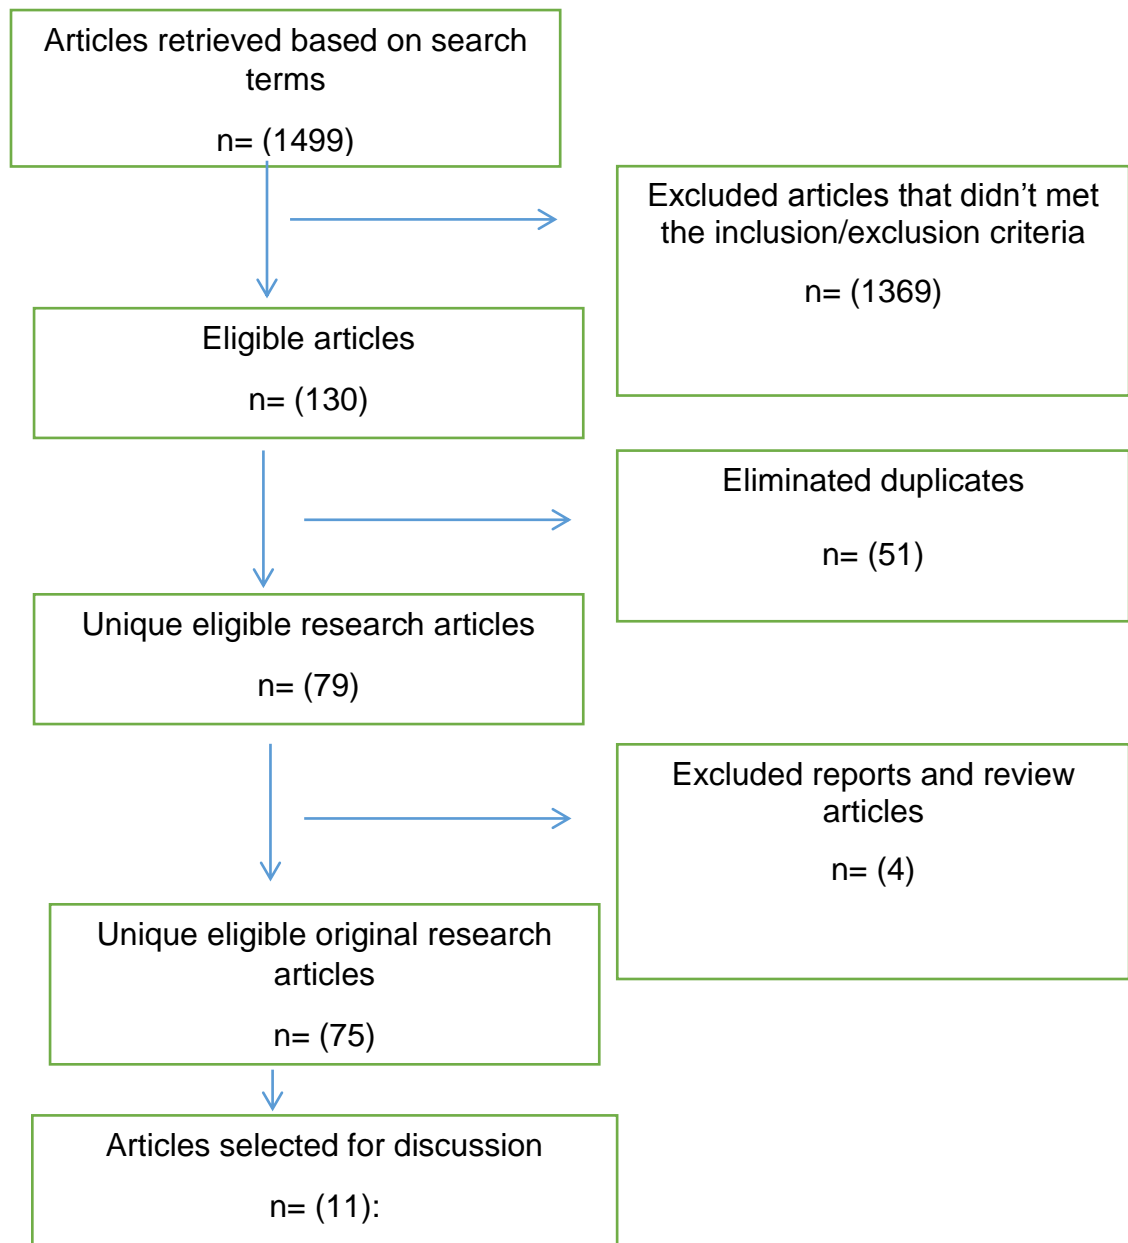 Articles retrieved based on search
terms
n= (1499)
Excluded articles that didn’t met
the inclusion/exclusion criteria
n= (1369)
Eligible articles
n= (130)
Eliminated duplicates
n= (51)
Unique eligible research articles
n= (79)
Excluded reports and review
articles
n= (4)
Unique eligible original research
articles
n= (75)
Articles selected for discussion
n= (11):